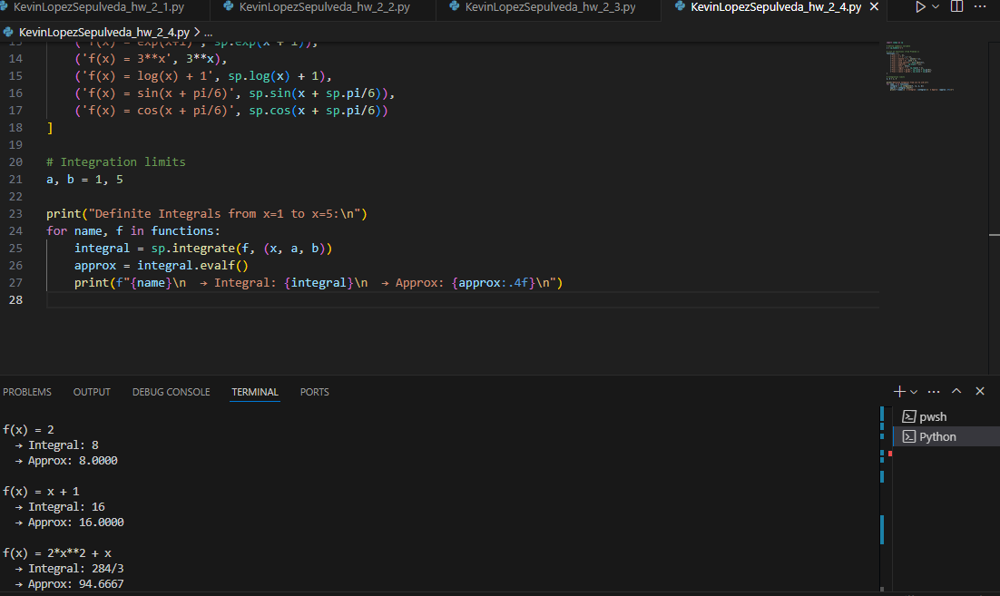 KevinLopezSepulveda_hw_2_1.py KevinLopezSepulveda_hw_2_2.py KevinLopezSepulveda_hw_2_3.py KevinLopezSepulveda_hw_2_4.py
KevinLopezSepulveda_hw_2_4.py > ...
13 ('f(x) = exp(x+1)', sp.exp(x + 1)),
14 ('f(x) = 3**x', 3**x),
15 ('f(x) = log(x) + 1', sp.log(x) + 1),
16 ('f(x) = sin(x + pi/6)', sp.sin(x + sp.pi/6)),
17 ('f(x) = cos(x + pi/6)', sp.cos(x + sp.pi/6))
18 ]
19
20 # Integration limits
21 a, b = 1, 5
22
23 print("Definite Integrals from x=1 to x=5:\n")
24 for name, f in functions:
25 integral = sp.integrate(f, (x, a, b))
26 approx = integral.evalf()
27 print(f"{name}\n → Integral: {integral}\n → Approx: {approx:.4f}\n")
28
PROBLEMS OUTPUT DEBUG CONSOLE TERMINAL PORTS
pwsh
Python
f(x) = 2
→ Integral: 8
→ Approx: 8.0000
f(x) = x + 1
→ Integral: 16
→ Approx: 16.0000
f(x) = 2*x**2 + x
→ Integral: 284/3
→ Approx: 94.6667